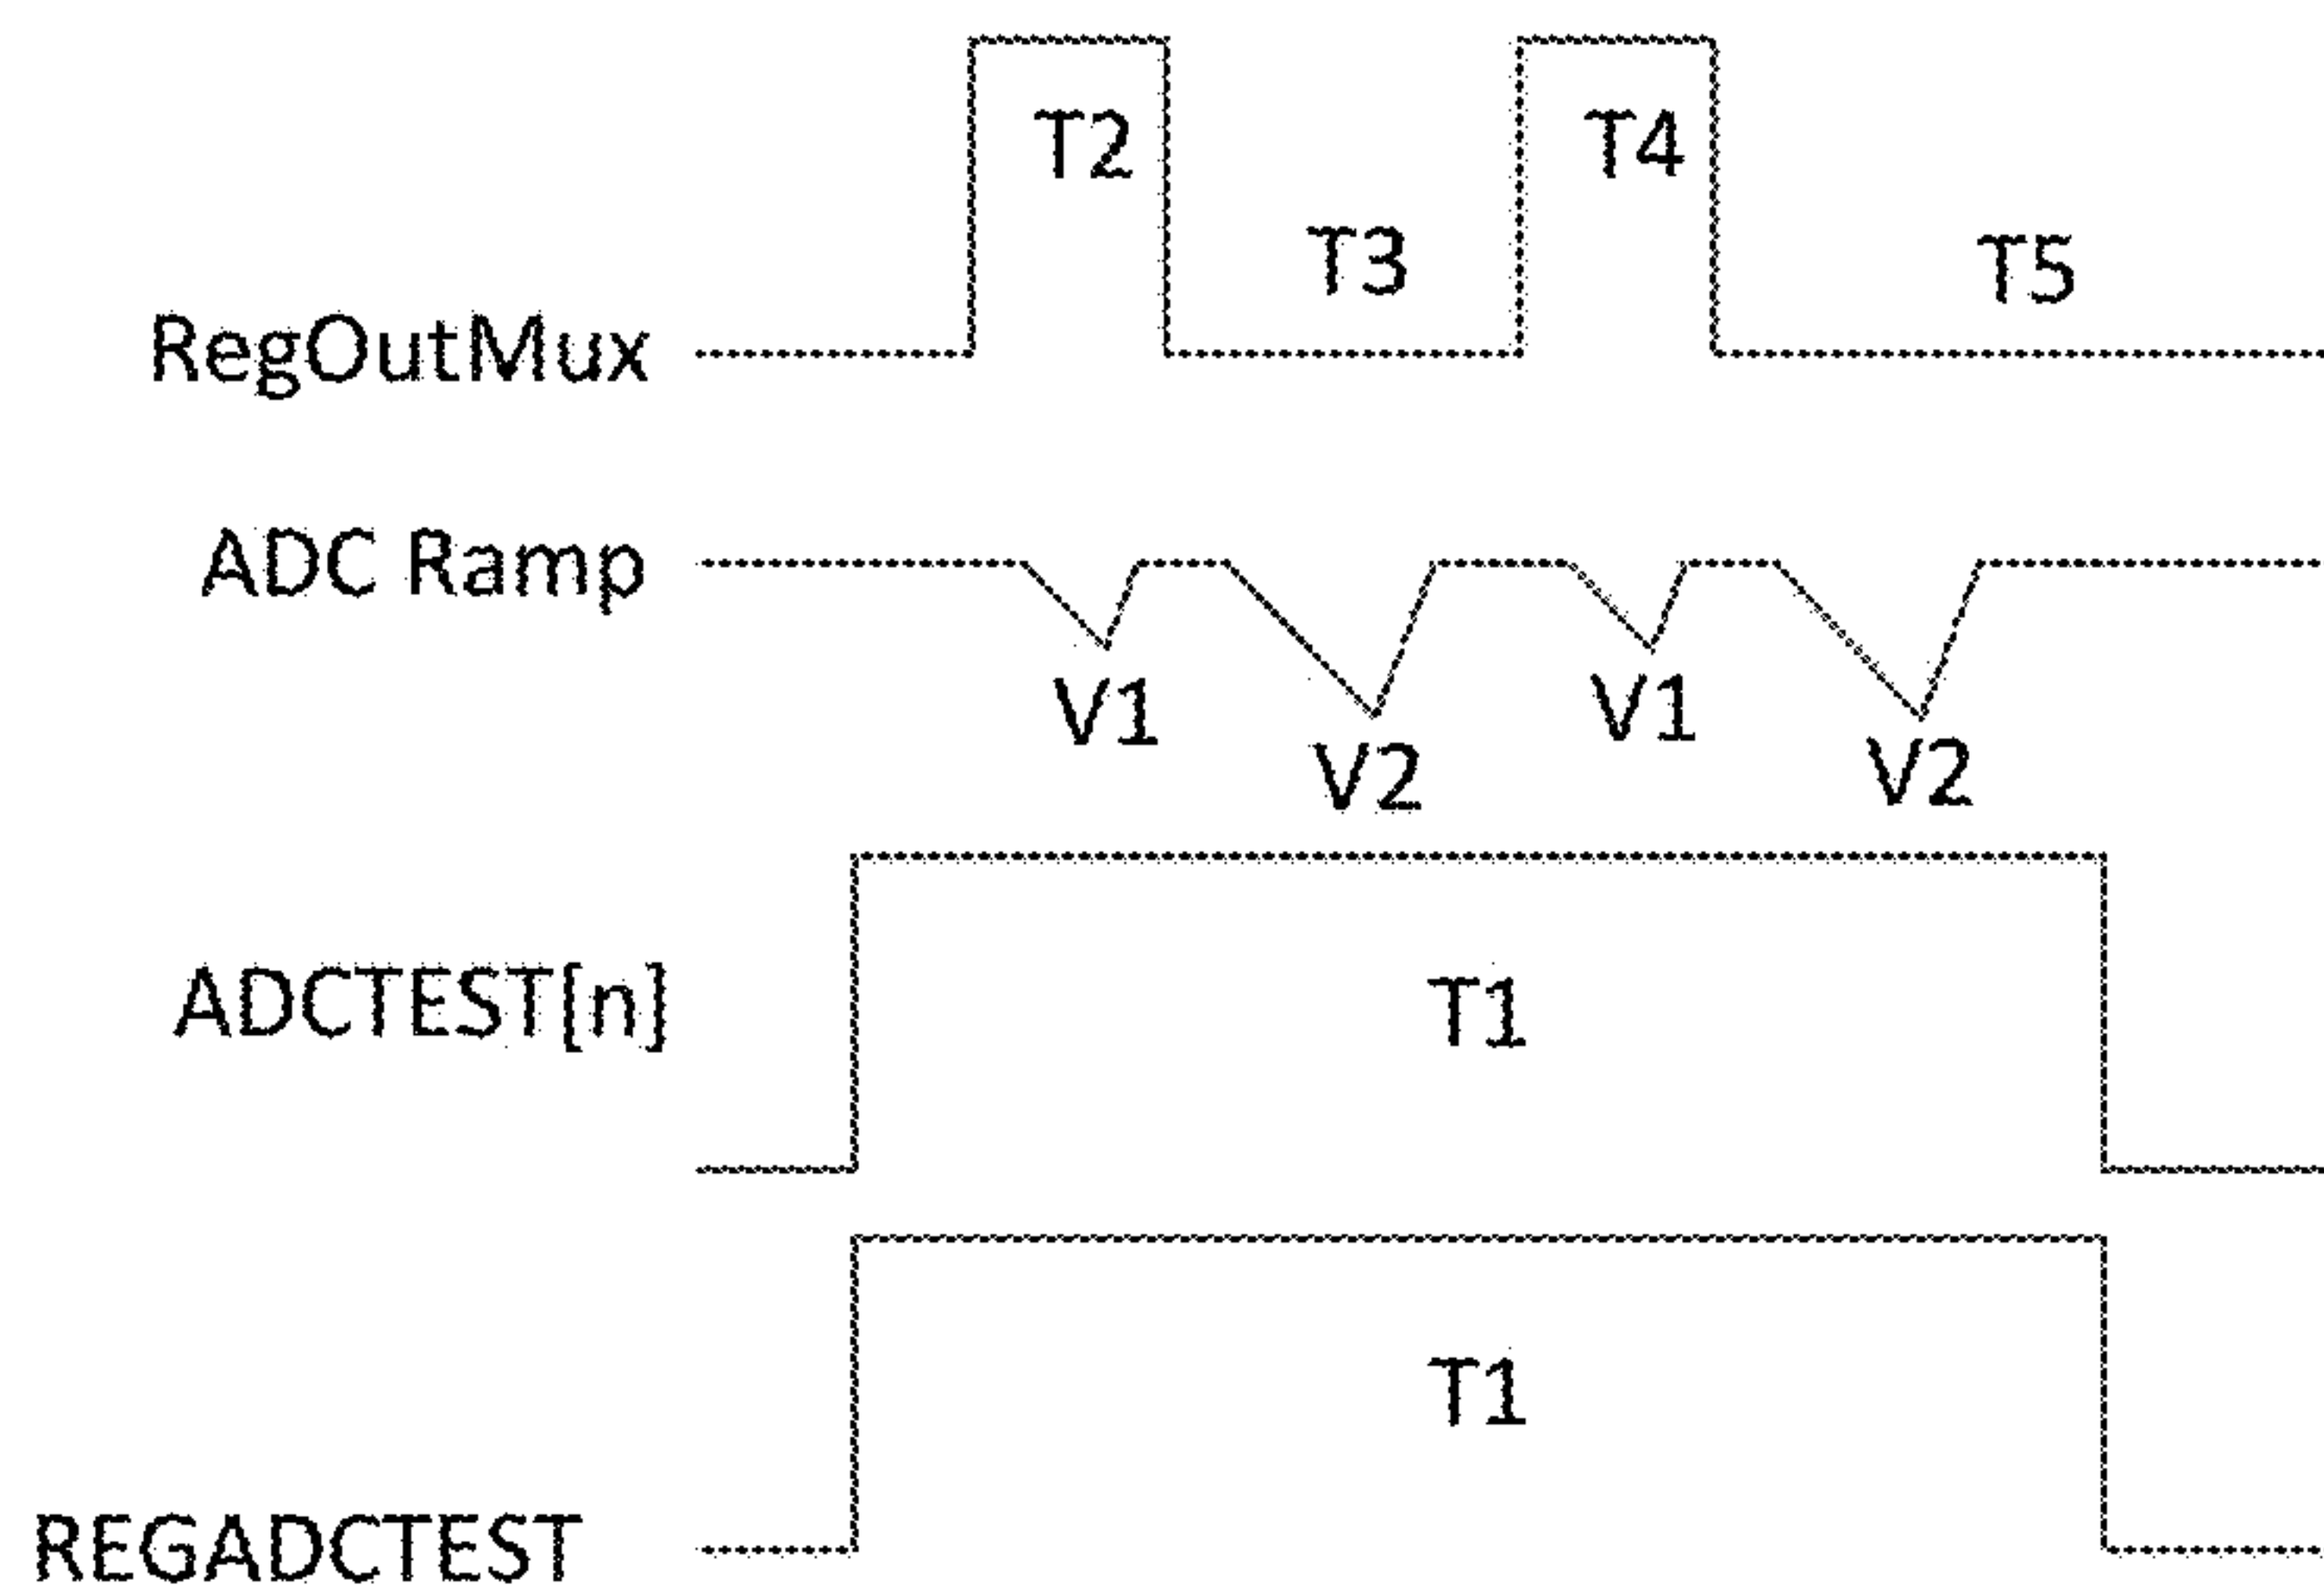 T2
T4
T3
T5
RegOutMux
ADC Ramp
V1
V1
V2
V2
ADCTEST[n]
T1
T1
REGADCTEST